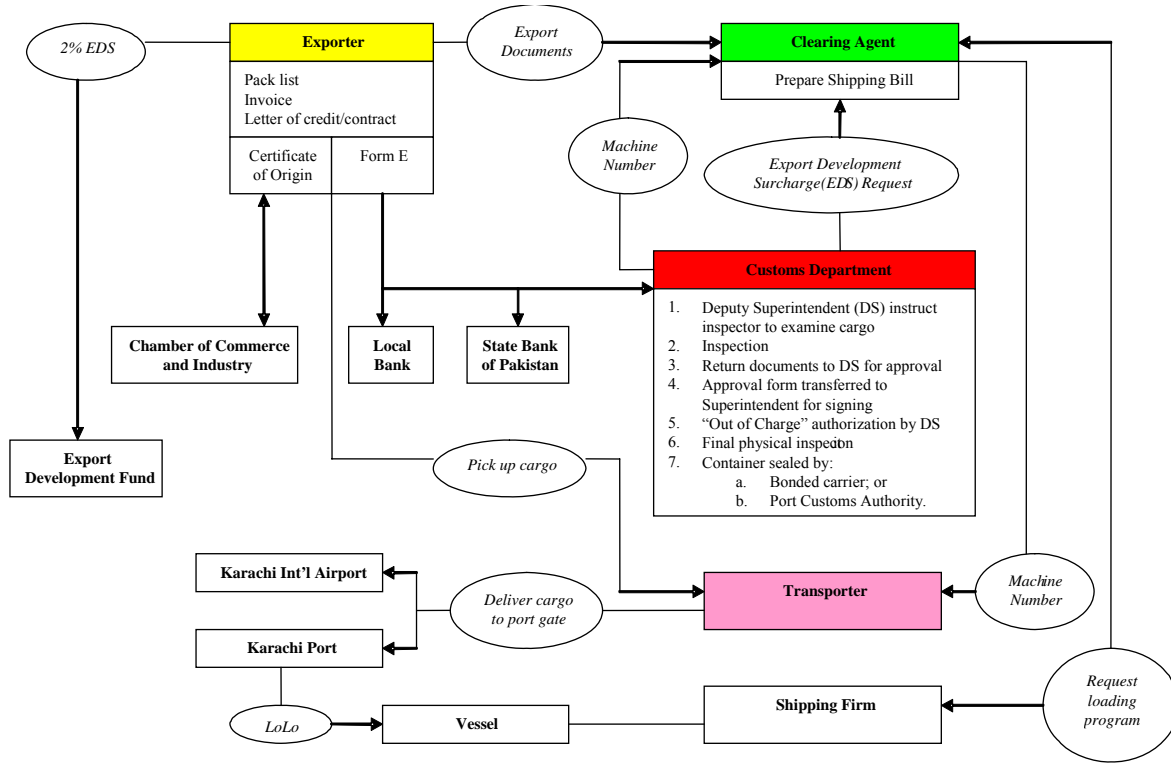 2% EDS
Exporter
Export
Documents
Clearing Agent
Pack list
Invoice
Letter of credit/contract
Prepare Shipping Bill
Certificate
of Origin
Form E
Machine
Number
Export Development
Surcharge(EDS) Request
Customs Department
1. Deputy Superintendent (DS) instruct
inspector to examine cargo
2. Inspection
3. Return documents to DS for approval
4. Approval form transferred to
Superintendent for signing
5. “Out of Charge” authorization by DS
6. Final physical inspection
7. Container sealed by:
a. Bonded carrier; or
b. Port Customs Authority.
Chamber of Commerce
and Industry
Local
Bank
State Bank
of Pakistan
Export
Development Fund
Pick up cargo
Karachi Int’l Airport
Deliver cargo
to port gate
Transporter
Machine
Number
Karachi Port
LoLo
Vessel
Shipping Firm
Request
loading
program